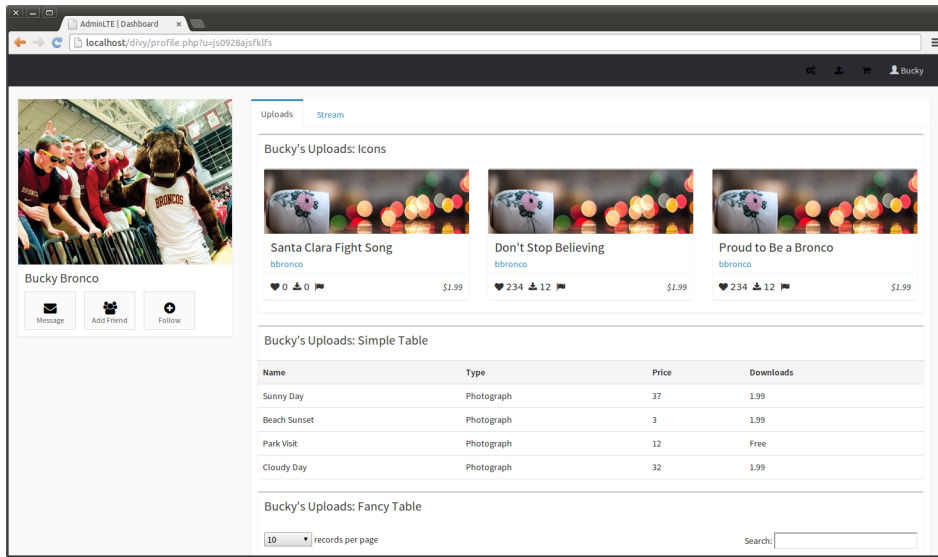 AdminLTE | Dashboard
localhost/divy/profile.php?u=js0928ajsfklfs
Bucky
BRONCOS
Bucky Bronco
Message Add Friend Follow
Uploads Stream
Bucky's Uploads: Icons
Santa Clara Fight Song
bbronco
0 0 $1.99
Don't Stop Believing
bbronco
234 12 $1.99
Proud to Be a Bronco
bbronco
234 12 $1.99
Bucky's Uploads: Simple Table
Name Type Price Downloads
Sunny Day Photograph 37 1.99
Beach Sunset Photograph 3 1.99
Park Visit Photograph 12 Free
Cloudy Day Photograph 32 1.99
Bucky's Uploads: Fancy Table
10 records per page Search: